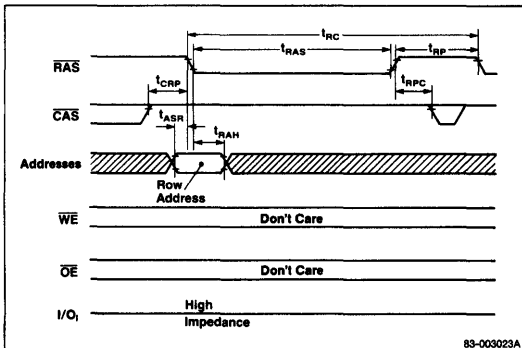 tRC
tRAS
tRP
RAS
tCRP
tRPC
CAS
tASR
tRAH
Addresses
Row
Address
WE
Don't Care
OE
Don't Care
High
I/OI
Impedance
83-003023A